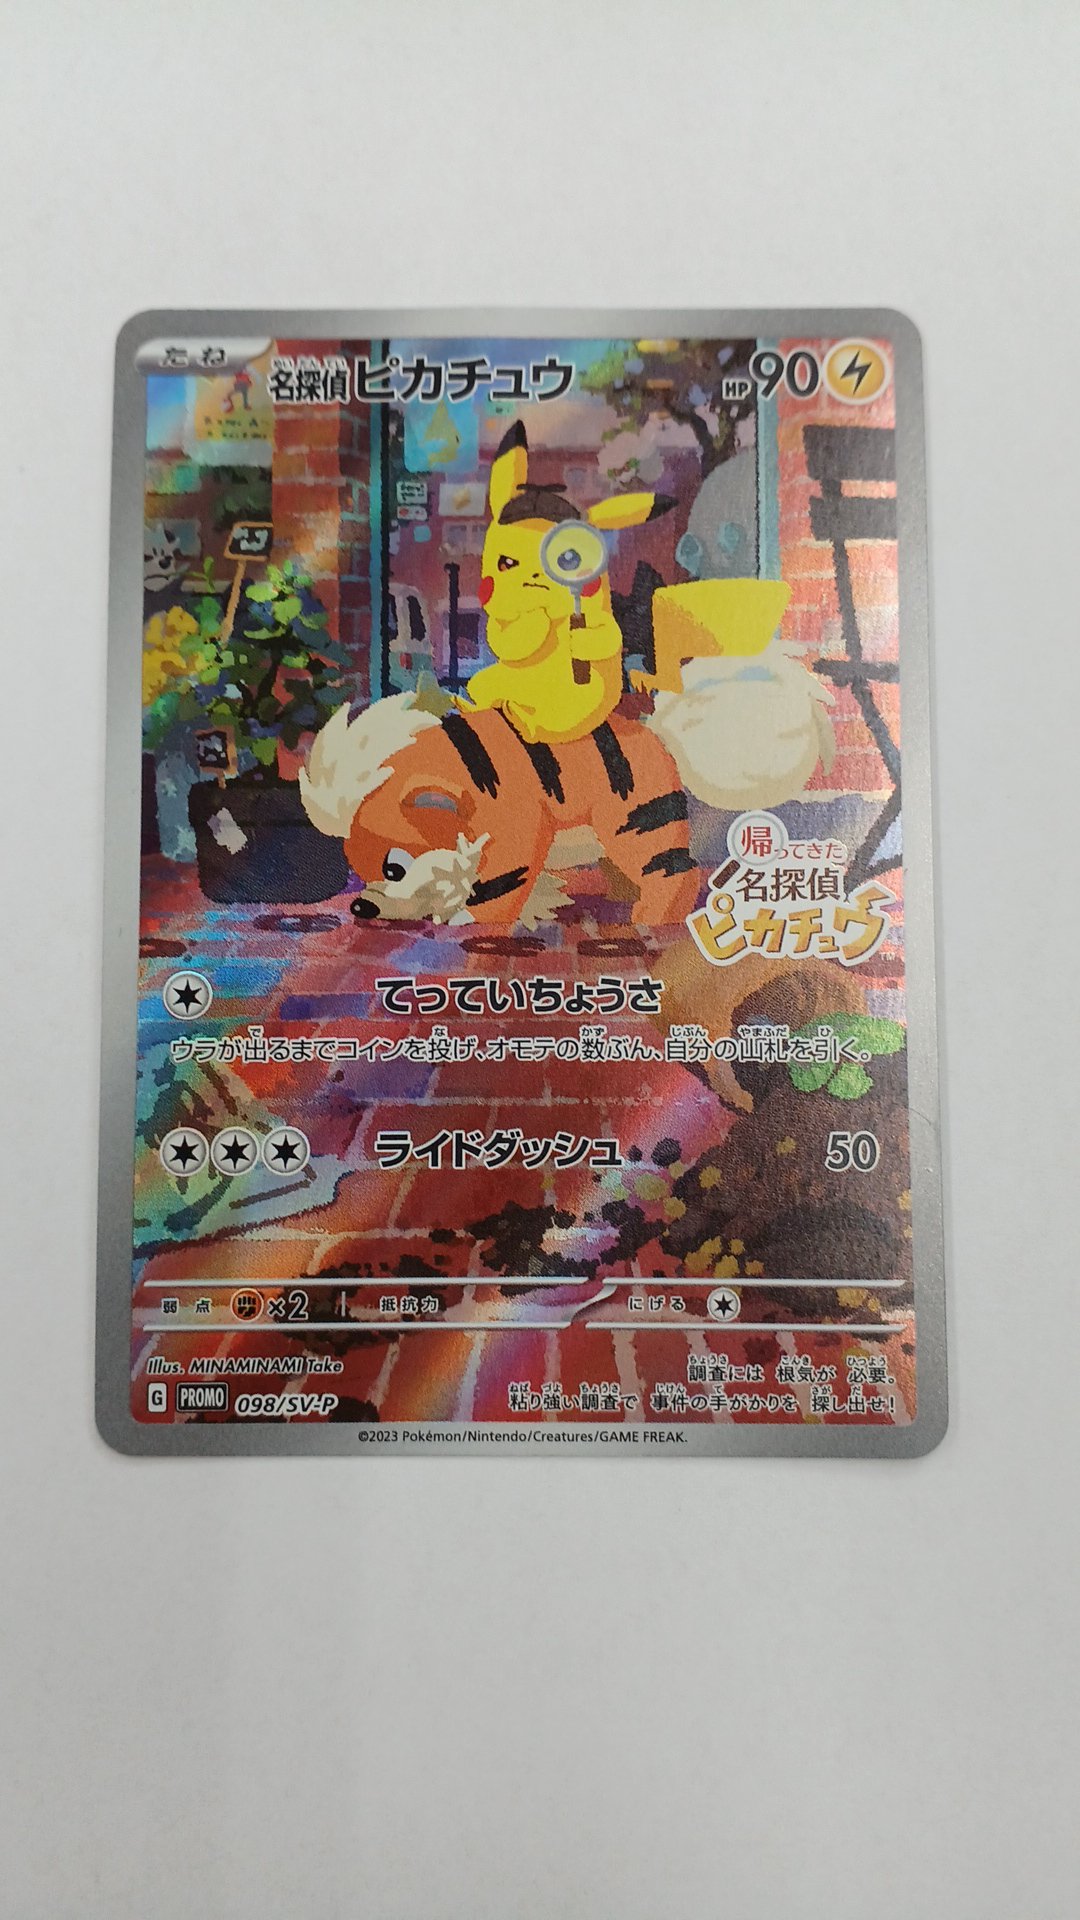 たね
名探偵ピカチュウ
HP90
帰ってきた
名探偵
ピカチュウ
TM
てっていちょうさ
ウラが出るまでコインを投げ、オモテの数ぶん、自分の山札を引く。
ライドダッシュ 50
弱点 ×2 抵抗力 にげる
Illus. MINAMINAMI Take
調査には 根気が 必要。
粘り強い調査で 事件の手がかりを 探し出せ!
G PROMO 098/SV-P
©2023 Pokémon/Nintendo/Creatures/GAME FREAK.